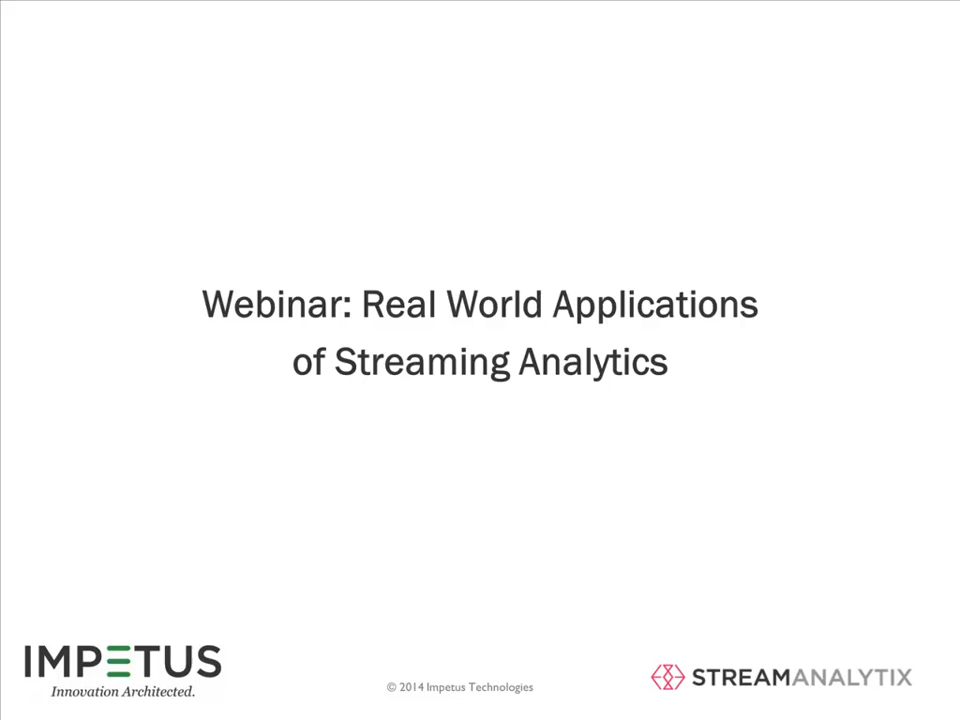 Webinar: Real World Applications
of Streaming Analytics
IMPETUS
Innovation Architected.
© 2014 Impetus Technologies
STREAMANALYTIX